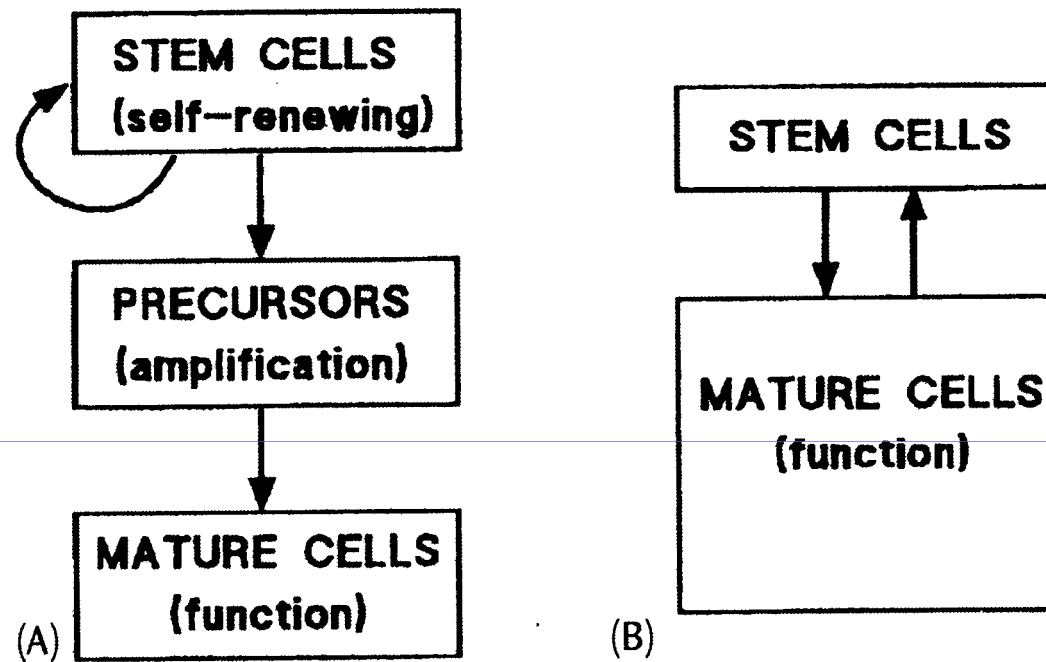 STEM CELLS
(self-renewing)
PRECURSORS
(amplification)
MATURE CELLS
(function)
(A)
STEM CELLS
MATURE CELLS
(function)
(B)